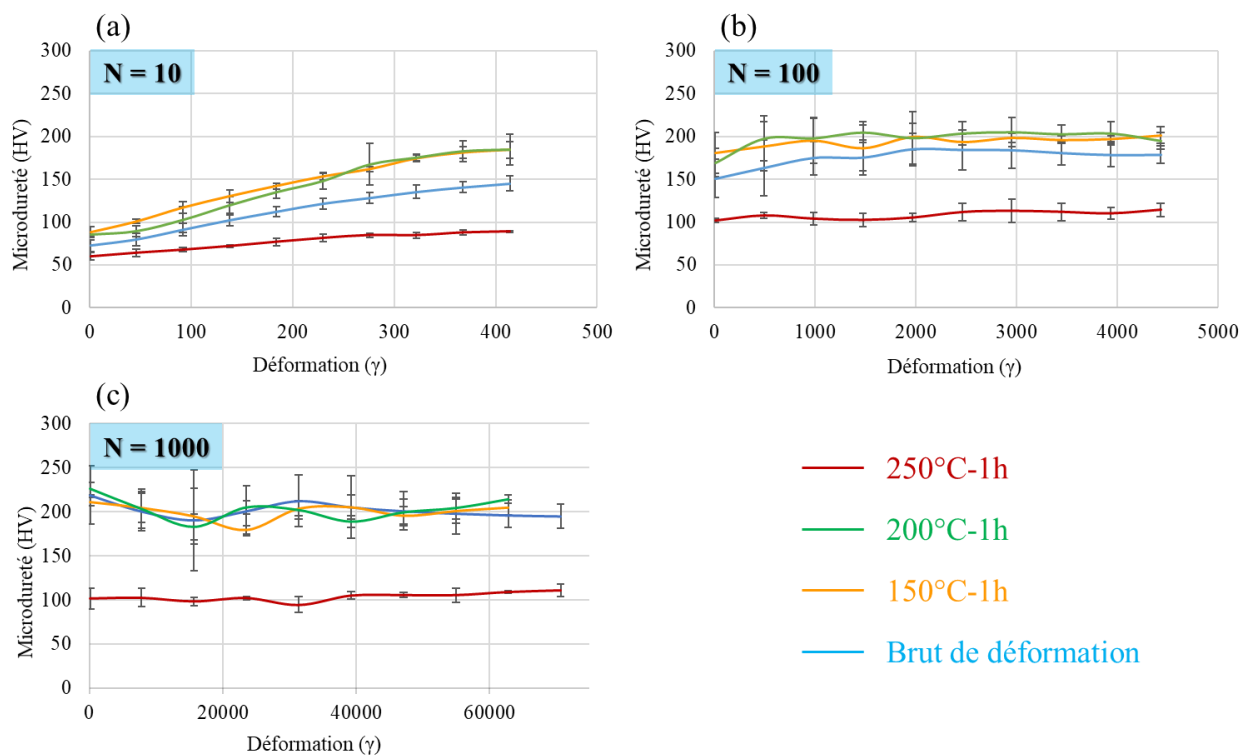 (a)
N = 10
Microdureté (HV)
300
250
200
150
100
50
0
0 100 200 300 400 500
Déformation (γ)
(b)
N = 100
Microdureté (HV)
300
250
200
150
100
50
0
0 1000 2000 3000 4000 5000
Déformation (γ)
(c)
N = 1000
Microdureté (HV)
300
250
200
150
100
50
0
0 20000 40000 60000
Déformation (γ)
250°C-1h
200°C-1h
150°C-1h
Brut de déformation